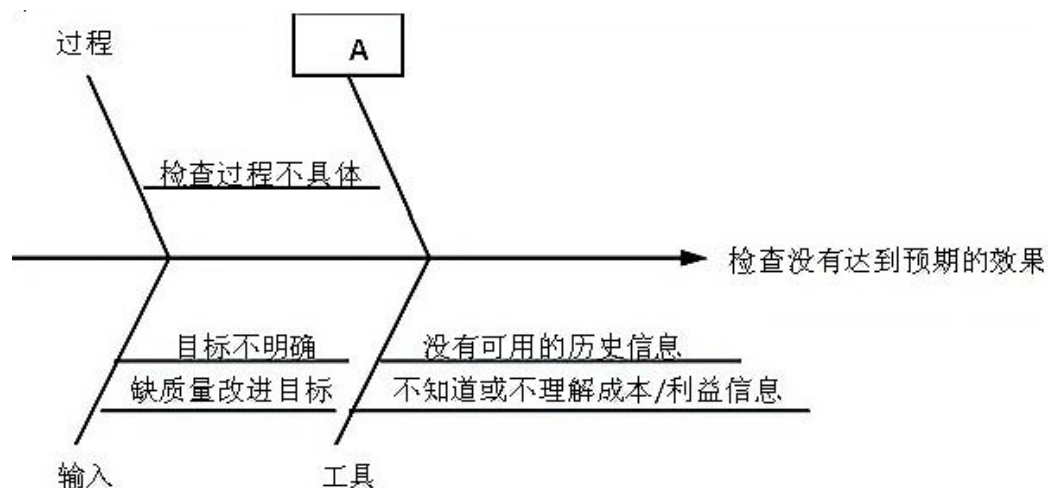 过程
A
检查过程不具体
检查没有达到预期的效果
目标不明确
没有可用的历史信息
缺质量改进目标
不知道或不理解成本/利益信息
输入
工具